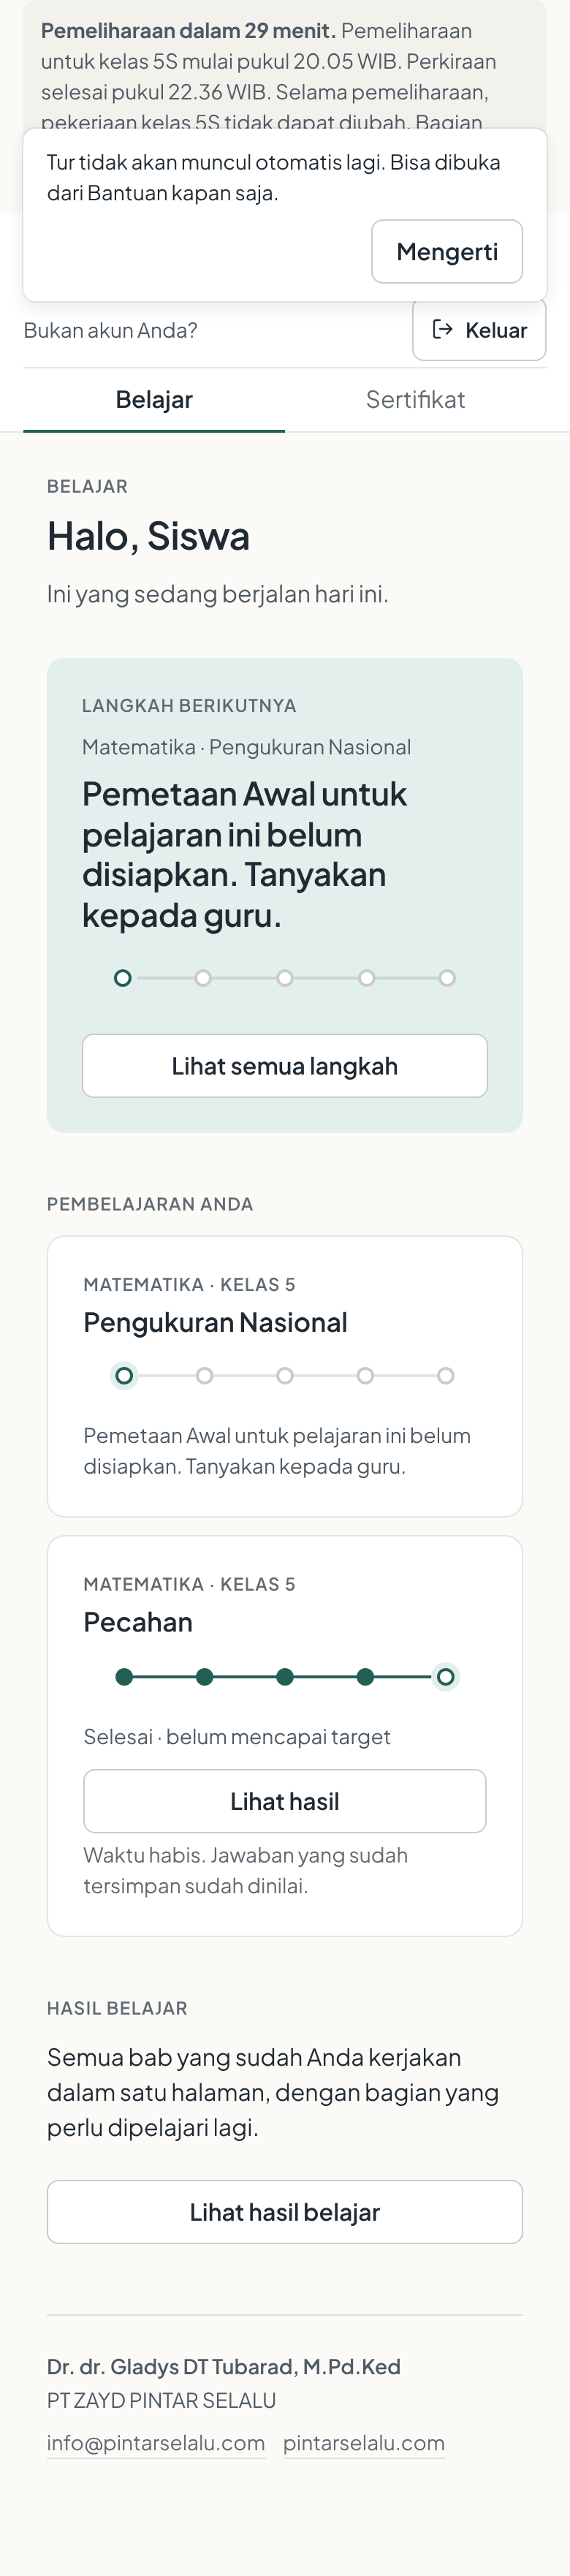 Pemeliharaan dalam 29 menit. Pemeliharaan
untuk kelas 5S mulai pukul 20.05 WIB. Perkiraan
selesai pukul 22.36 WIB. Selama pemeliharaan,
pekerjaan kelas 5S tidak dapat diubah. Bagian
Tur tidak akan muncul otomatis lagi. Bisa dibuka
dari Bantuan kapan saja.
Mengerti
Bukan akun Anda?
Keluar
Belajar
Sertifikat
BELAJAR
Halo, Siswa
Ini yang sedang berjalan hari ini.
LANGKAH BERIKUTNYA
Matematika · Pengukuran Nasional
Pemetaan Awal untuk
pelajaran ini belum
disiapkan. Tanyakan
kepada guru.
Lihat semua langkah
PEMBELAJARAN ANDA
MATEMATIKA · KELAS 5
Pengukuran Nasional
Pemetaan Awal untuk pelajaran ini belum
disiapkan. Tanyakan kepada guru.
MATEMATIKA · KELAS 5
Pecahan
Selesai · belum mencapai target
Lihat hasil
Waktu habis. Jawaban yang sudah
tersimpan sudah dinilai.
HASIL BELAJAR
Semua bab yang sudah Anda kerjakan
dalam satu halaman, dengan bagian yang
perlu dipelajari lagi.
Lihat hasil belajar
Dr. dr. Gladys DT Tubarad, M.Pd.Ked
PT ZAYD PINTAR SELALU
info@pintarselalu.com
pintarselalu.com